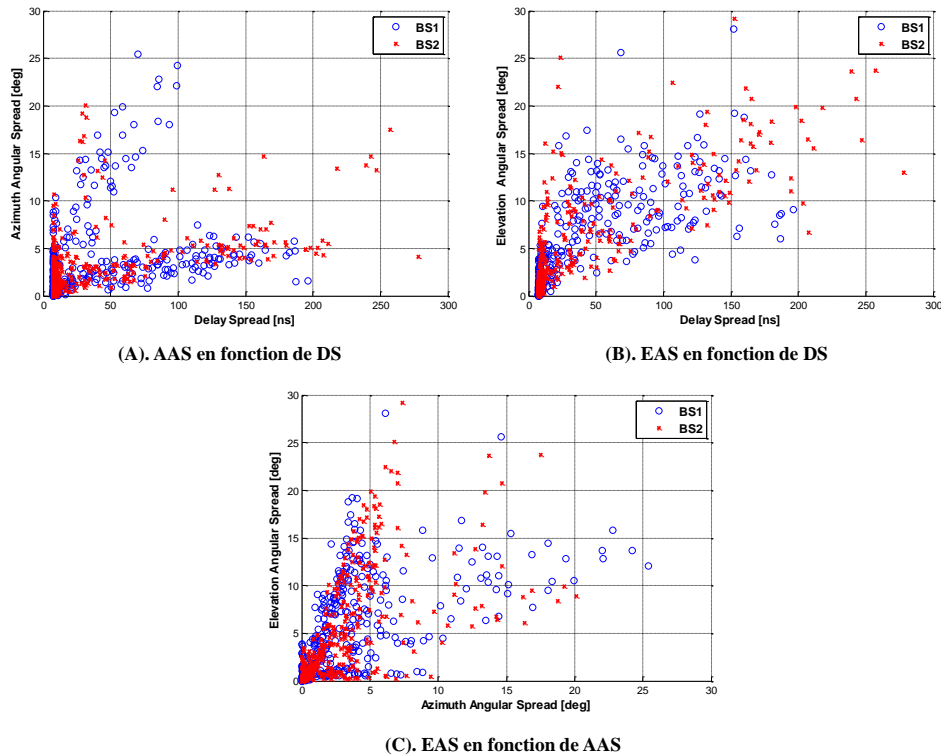 30
25
20
15
10
5
0
0 50 100 150 200 250 300
Azimuth Angular Spread [deg]
Delay Spread [ns]
BS1
BS2
(A). AAS en fonction de DS
30
25
20
15
10
5
0
0 50 100 150 200 250 300
Elevation Angular Spread [deg]
Delay Spread [ns]
BS1
BS2
(B). EAS en fonction de DS
30
25
20
15
10
5
0
0 5 10 15 20 25 30
Elevation Angular Spread [deg]
Azimuth Angular Spread [deg]
BS1
BS2
(C). EAS en fonction de AAS